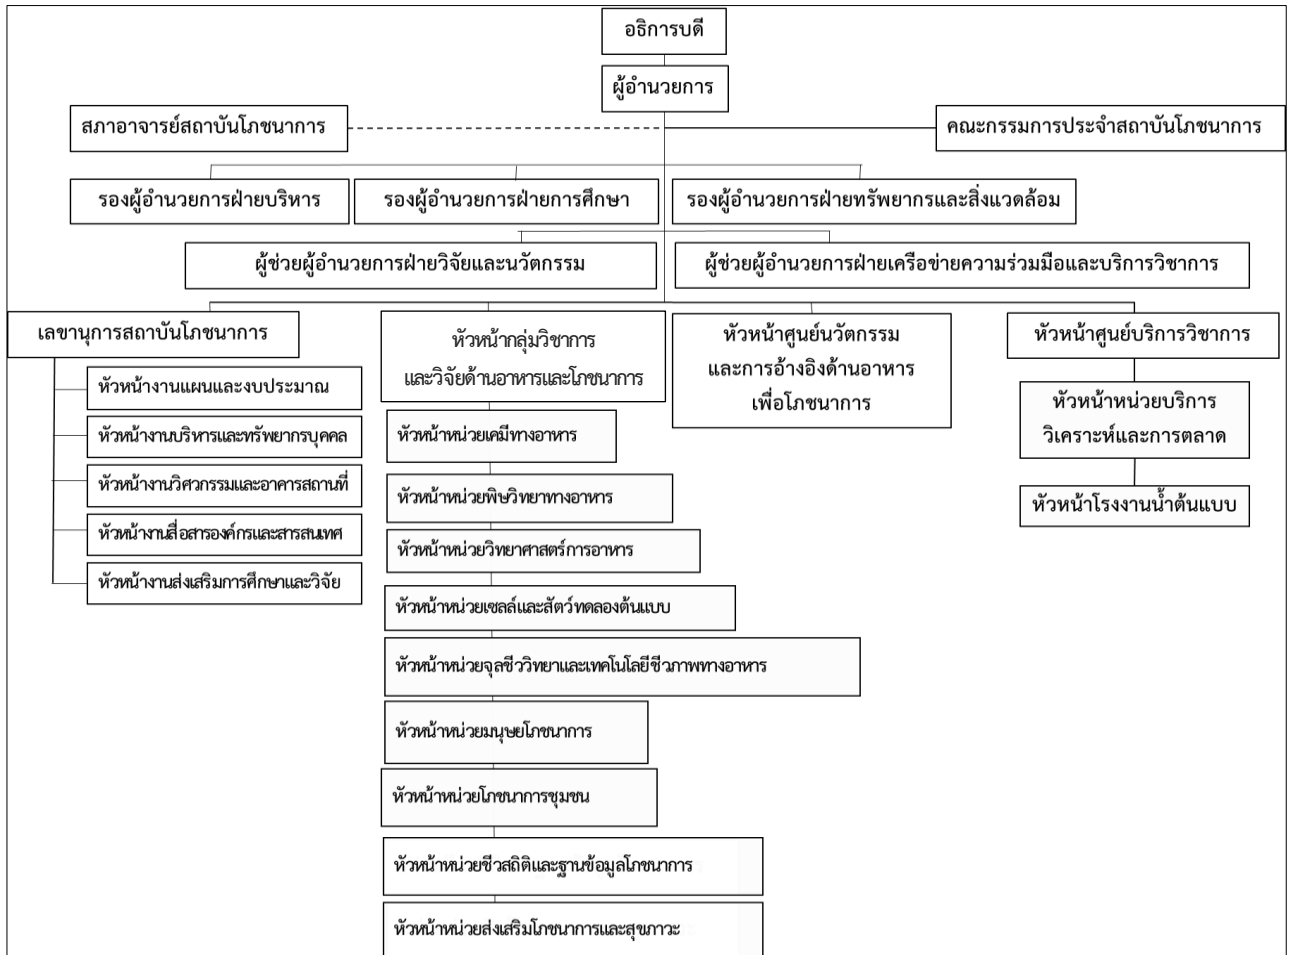 อธิการบดี
ผู้อำนวยการ
สภาอาจารย์สถาบันโภชนาการ
คณะกรรมการประจำสถาบันโภชนาการ
รองผู้อำนวยการฝ่ายบริหาร
รองผู้อำนวยการฝ่ายการศึกษา
รองผู้อำนวยการฝ่ายทรัพยากรและสิ่งแวดล้อม
ผู้ช่วยผู้อำนวยการฝ่ายวิจัยและนวัตกรรม
ผู้ช่วยผู้อำนวยการฝ่ายเครือข่ายความร่วมมือและบริการวิชาการ
เลขานุการสถาบันโภชนาการ
หัวหน้างานแผนและงบประมาณ
หัวหน้างานบริหารและทรัพยากรบุคคล
หัวหน้างานวิศวกรรมและอาคารสถานที่
หัวหน้างานสื่อสารองค์กรและสารสนเทศ
หัวหน้างานส่งเสริมการศึกษาและวิจัย
หัวหน้ากลุ่มวิชาการ
และวิจัยด้านอาหารและโภชนาการ
หัวหน้าหน่วยเคมีทางอาหาร
หัวหน้าหน่วยพิษวิทยาทางอาหาร
หัวหน้าหน่วยวิทยาศาสตร์การอาหาร
หัวหน้าหน่วยเซลล์และสัตว์ทดลองต้นแบบ
หัวหน้าหน่วยจุลชีววิทยาและเทคโนโลยีชีวภาพทางอาหาร
หัวหน้าหน่วยมนุษยโภชนาการ
หัวหน้าหน่วยโภชนาการชุมชน
หัวหน้าหน่วยชีวสถิติและฐานข้อมูลโภชนาการ
หัวหน้าหน่วยส่งเสริมโภชนาการและสุขภาวะ
หัวหน้าศูนย์นวัตกรรม
และการอ้างอิงด้านอาหาร
เพื่อโภชนาการ
หัวหน้าศูนย์บริการวิชาการ
หัวหน้าหน่วยบริการ
วิเคราะห์และการตลาด
หัวหน้าโรงงานน้ำต้นแบบ